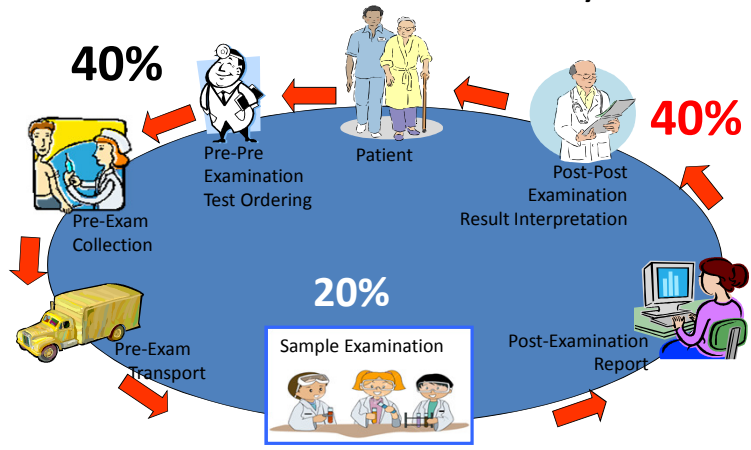 40%
Pre-Pre
Examination
Test Ordering
Patient
40%
Post-Post
Examination
Result Interpretation
Pre-Exam
Collection
20%
Sample Examination
Post-Examination
Report
Pre-Exam
Transport